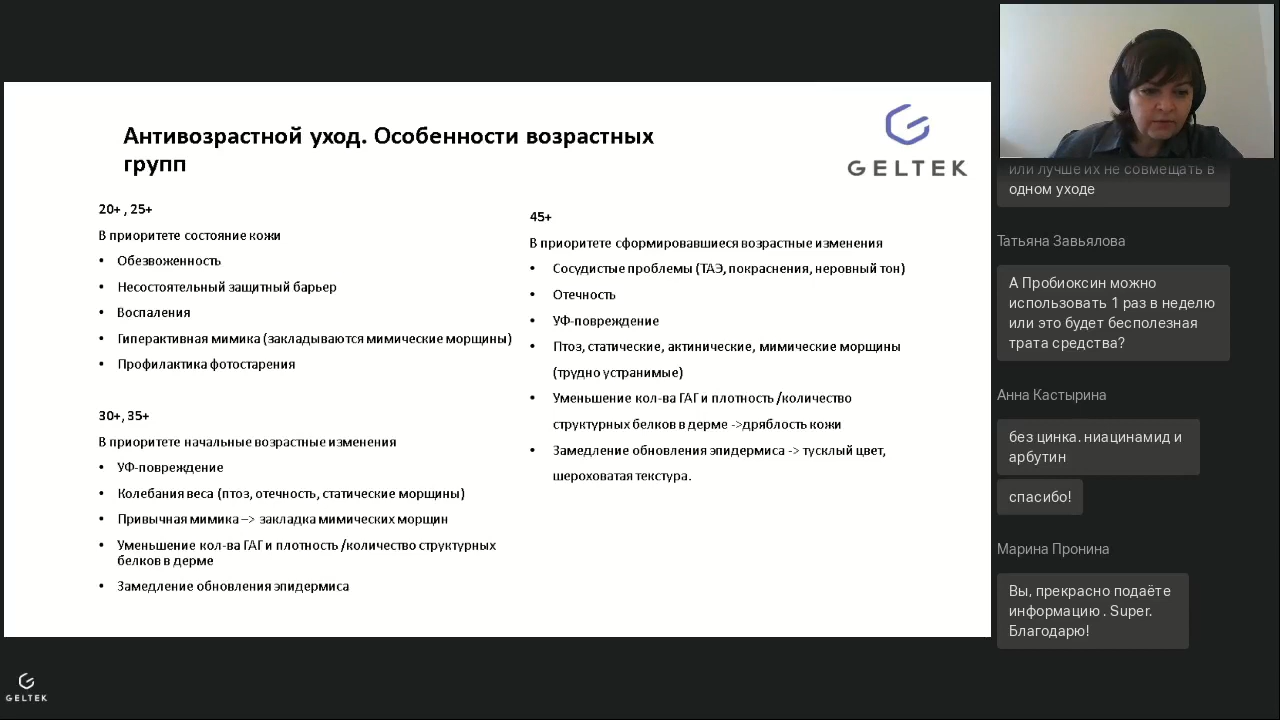 Антивозрастной уход. Особенности возрастных
групп
GELTEK
20+ , 25+
В приоритете состояние кожи
• Обезвоженность
• Несостоятельный защитный барьер
• Воспаления
• Гиперактивная мимика (закладываются мимические морщины)
• Профилактика фотостарения
30+, 35+
В приоритете начальные возрастные изменения
• УФ-повреждение
• Колебания веса (птоз, отечность, статические морщины)
• Привычная мимика –> закладка мимических морщин
• Уменьшение кол-ва ГАГ и плотность /количество структурных
белков в дерме
• Замедление обновления эпидермиса
45+
В приоритете сформировавшиеся возрастные изменения
• Сосудистые проблемы (ТАЭ, покраснения, неровный тон)
• Отечность
• УФ-повреждение
• Птоз, статические, актинические, мимические морщины
(трудно устранимые)
• Уменьшение кол-ва ГАГ и плотность /количество
структурных белков в дерме ->дряблость кожи
• Замедление обновления эпидермиса -> тусклый цвет,
шероховатая текстура.
или лучше их не совмещать в
одном уходе
Татьяна Завьялова
А Пробиоксин можно
использовать 1 раз в неделю
или это будет бесполезная
трата средства?
Анна Кастырина
без цинка. ниацинамид и
арбутин
спасибо!
Марина Пронина
Вы, прекрасно подаёте
информацию . Super.
Благодарю!
GELTEK